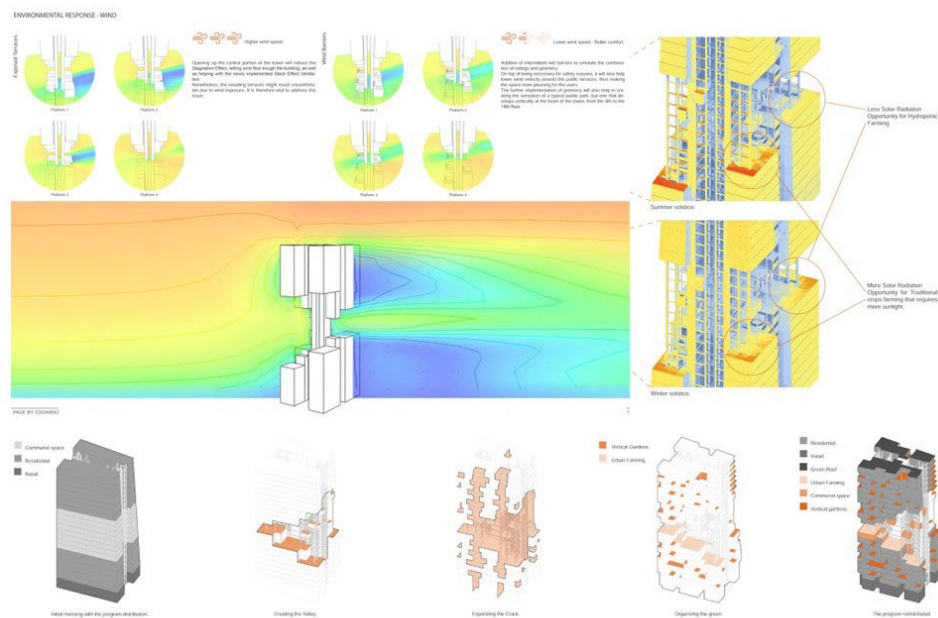 ENVIRONMENTAL RESPONSE - WIND
Exposed Terraces
Higher wind speed.
Opening up the central portion of the tower will reduce the
Stagnation Effect, letting wind flow trough the building, as well
as helping with the newly implemented Stack Effect Ventila-
tion.
Nonetheless, the resulting terraces might result uncomforta-
ble due to wind exposure. It is therefore vital to address this
issue.
Platform 1
Platform 2
Platform 3
Platform 4
Wind Barriers
Lower wind speed - Better comfort.
Addition of intermittent wall barriers to simulate the combina-
tion of railings and geometry.
On top of being necessary for safety reasons, it will also help
lower wind velocity around the public terraces, thus making
the space more pleasing for the users.
The further implementation of greenery will also help in cre-
ating the sensation of a typical public park, but one that de-
velops vertically at the heart of the tower, from the 8th to the
18th floor.
Platform 1
Platform 2
Platform 3
Platform 4
Less Solar Radiation
Opportunity for Hydroponic
Farming.
Summer solstice.
More Solar Radiation
Opportunity for Traditional
crops farming that requires
more sunlight.
Winter solstice.
PAGE BY: EDOARDO
Communal space
Residential
Retail
Initial massing with the program distribution.
Creating the Valley.
Expanding the Crack.
Vertical Gardens.
Urban Farming
Organizing the green.
Residential.
Retail
Green Roof
Urban Farming
Communal space
Vertical gardens.
The program redistributed